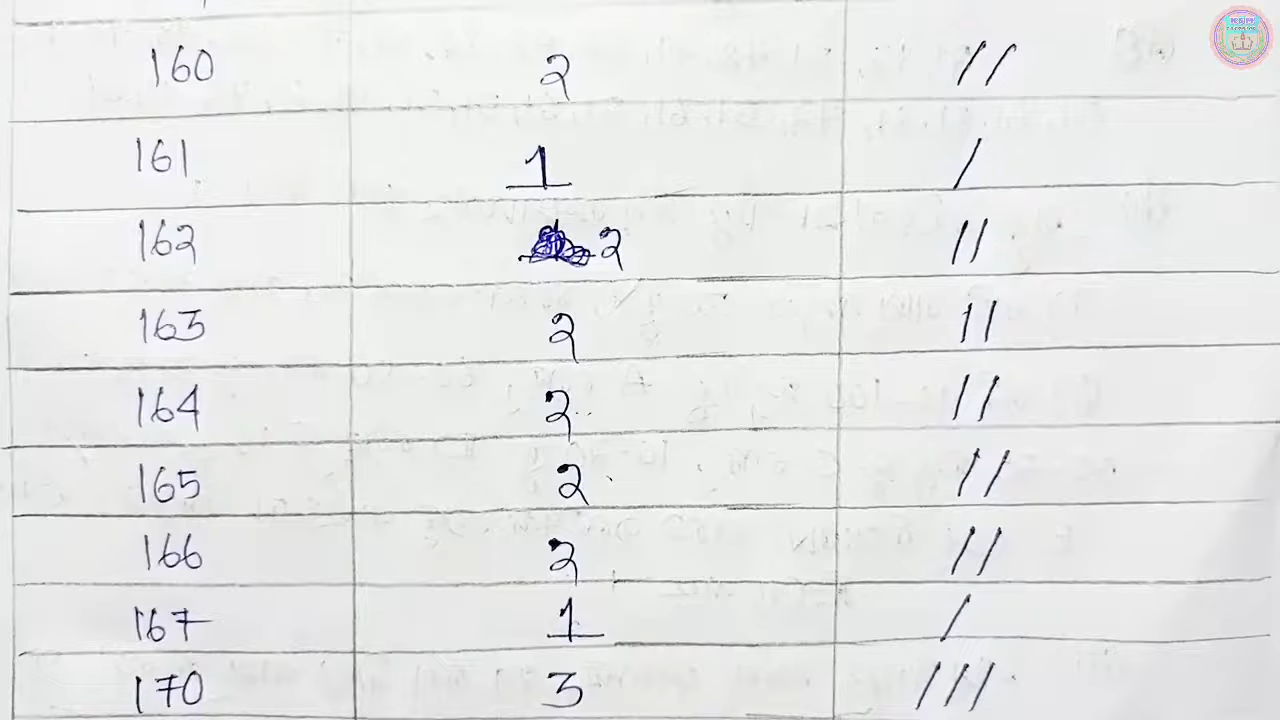 160 2 //
161 1 /
162 2 //
163 2 //
164 2 //
165 2 //
166 2 //
167 1 /
170 3 ///